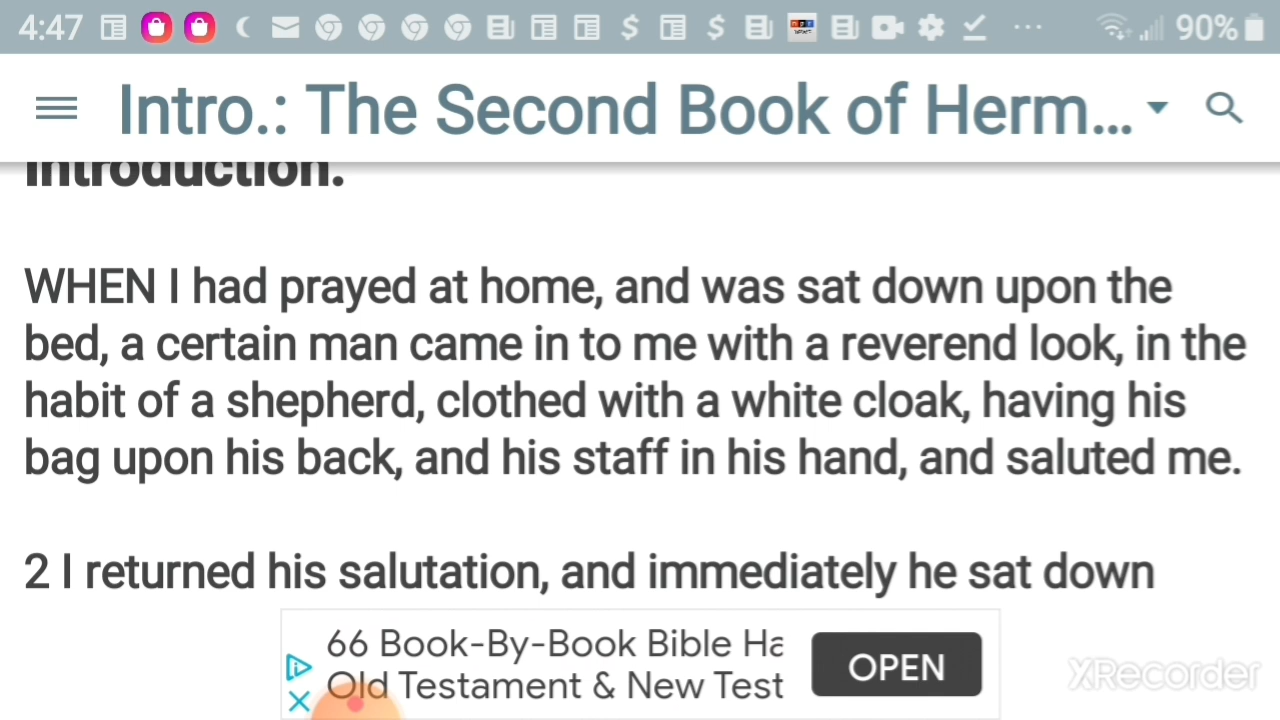 4:47
90%
Intro.: The Second Book of Herm...
Introduction.
WHEN I had prayed at home, and was sat down upon the
bed, a certain man came in to me with a reverend look, in the
habit of a shepherd, clothed with a white cloak, having his
bag upon his back, and his staff in his hand, and saluted me.
2 I returned his salutation, and immediately he sat down
66 Book-By-Book Bible Ha
Old Testament & New Test
OPEN
XRecorder